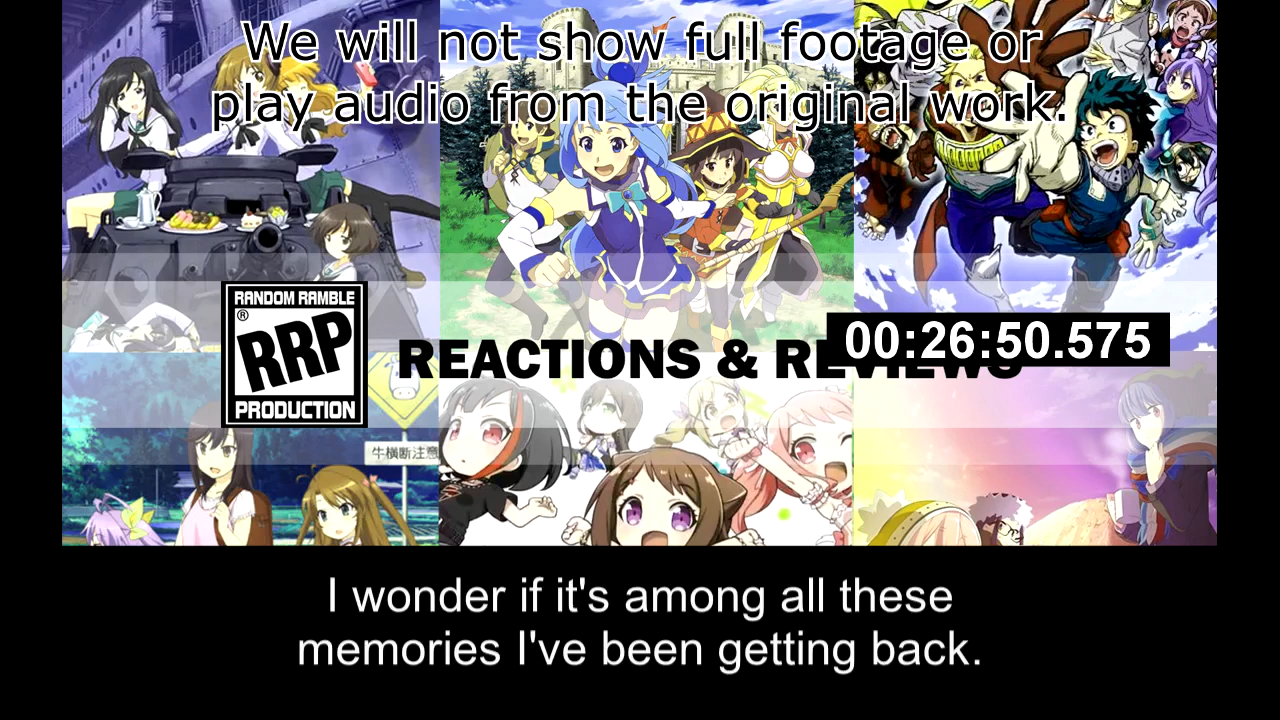 We will not show full footage or
play audio from the original work.
RANDOM RAMBLE
®
RRP
PRODUCTION
REACTIONS & REVIEWS
00:26:50.575
牛横断注意
I wonder if it's among all these
memories I've been getting back.